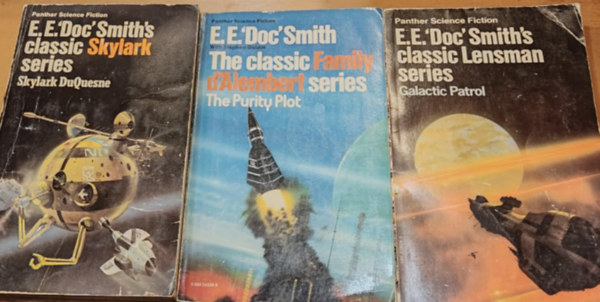 Panther Science Fiction
E.E.'Doc' Smith's
classic Skylark
series
Skylark DuQuesne
Panther Science Fiction
E.E.'Doc' Smith
The classic Family
d'Alembert series
The Purity Plot
Panther Science Fiction
E.E.'Doc' Smith's
classic Lensman
series
Galactic Patrol